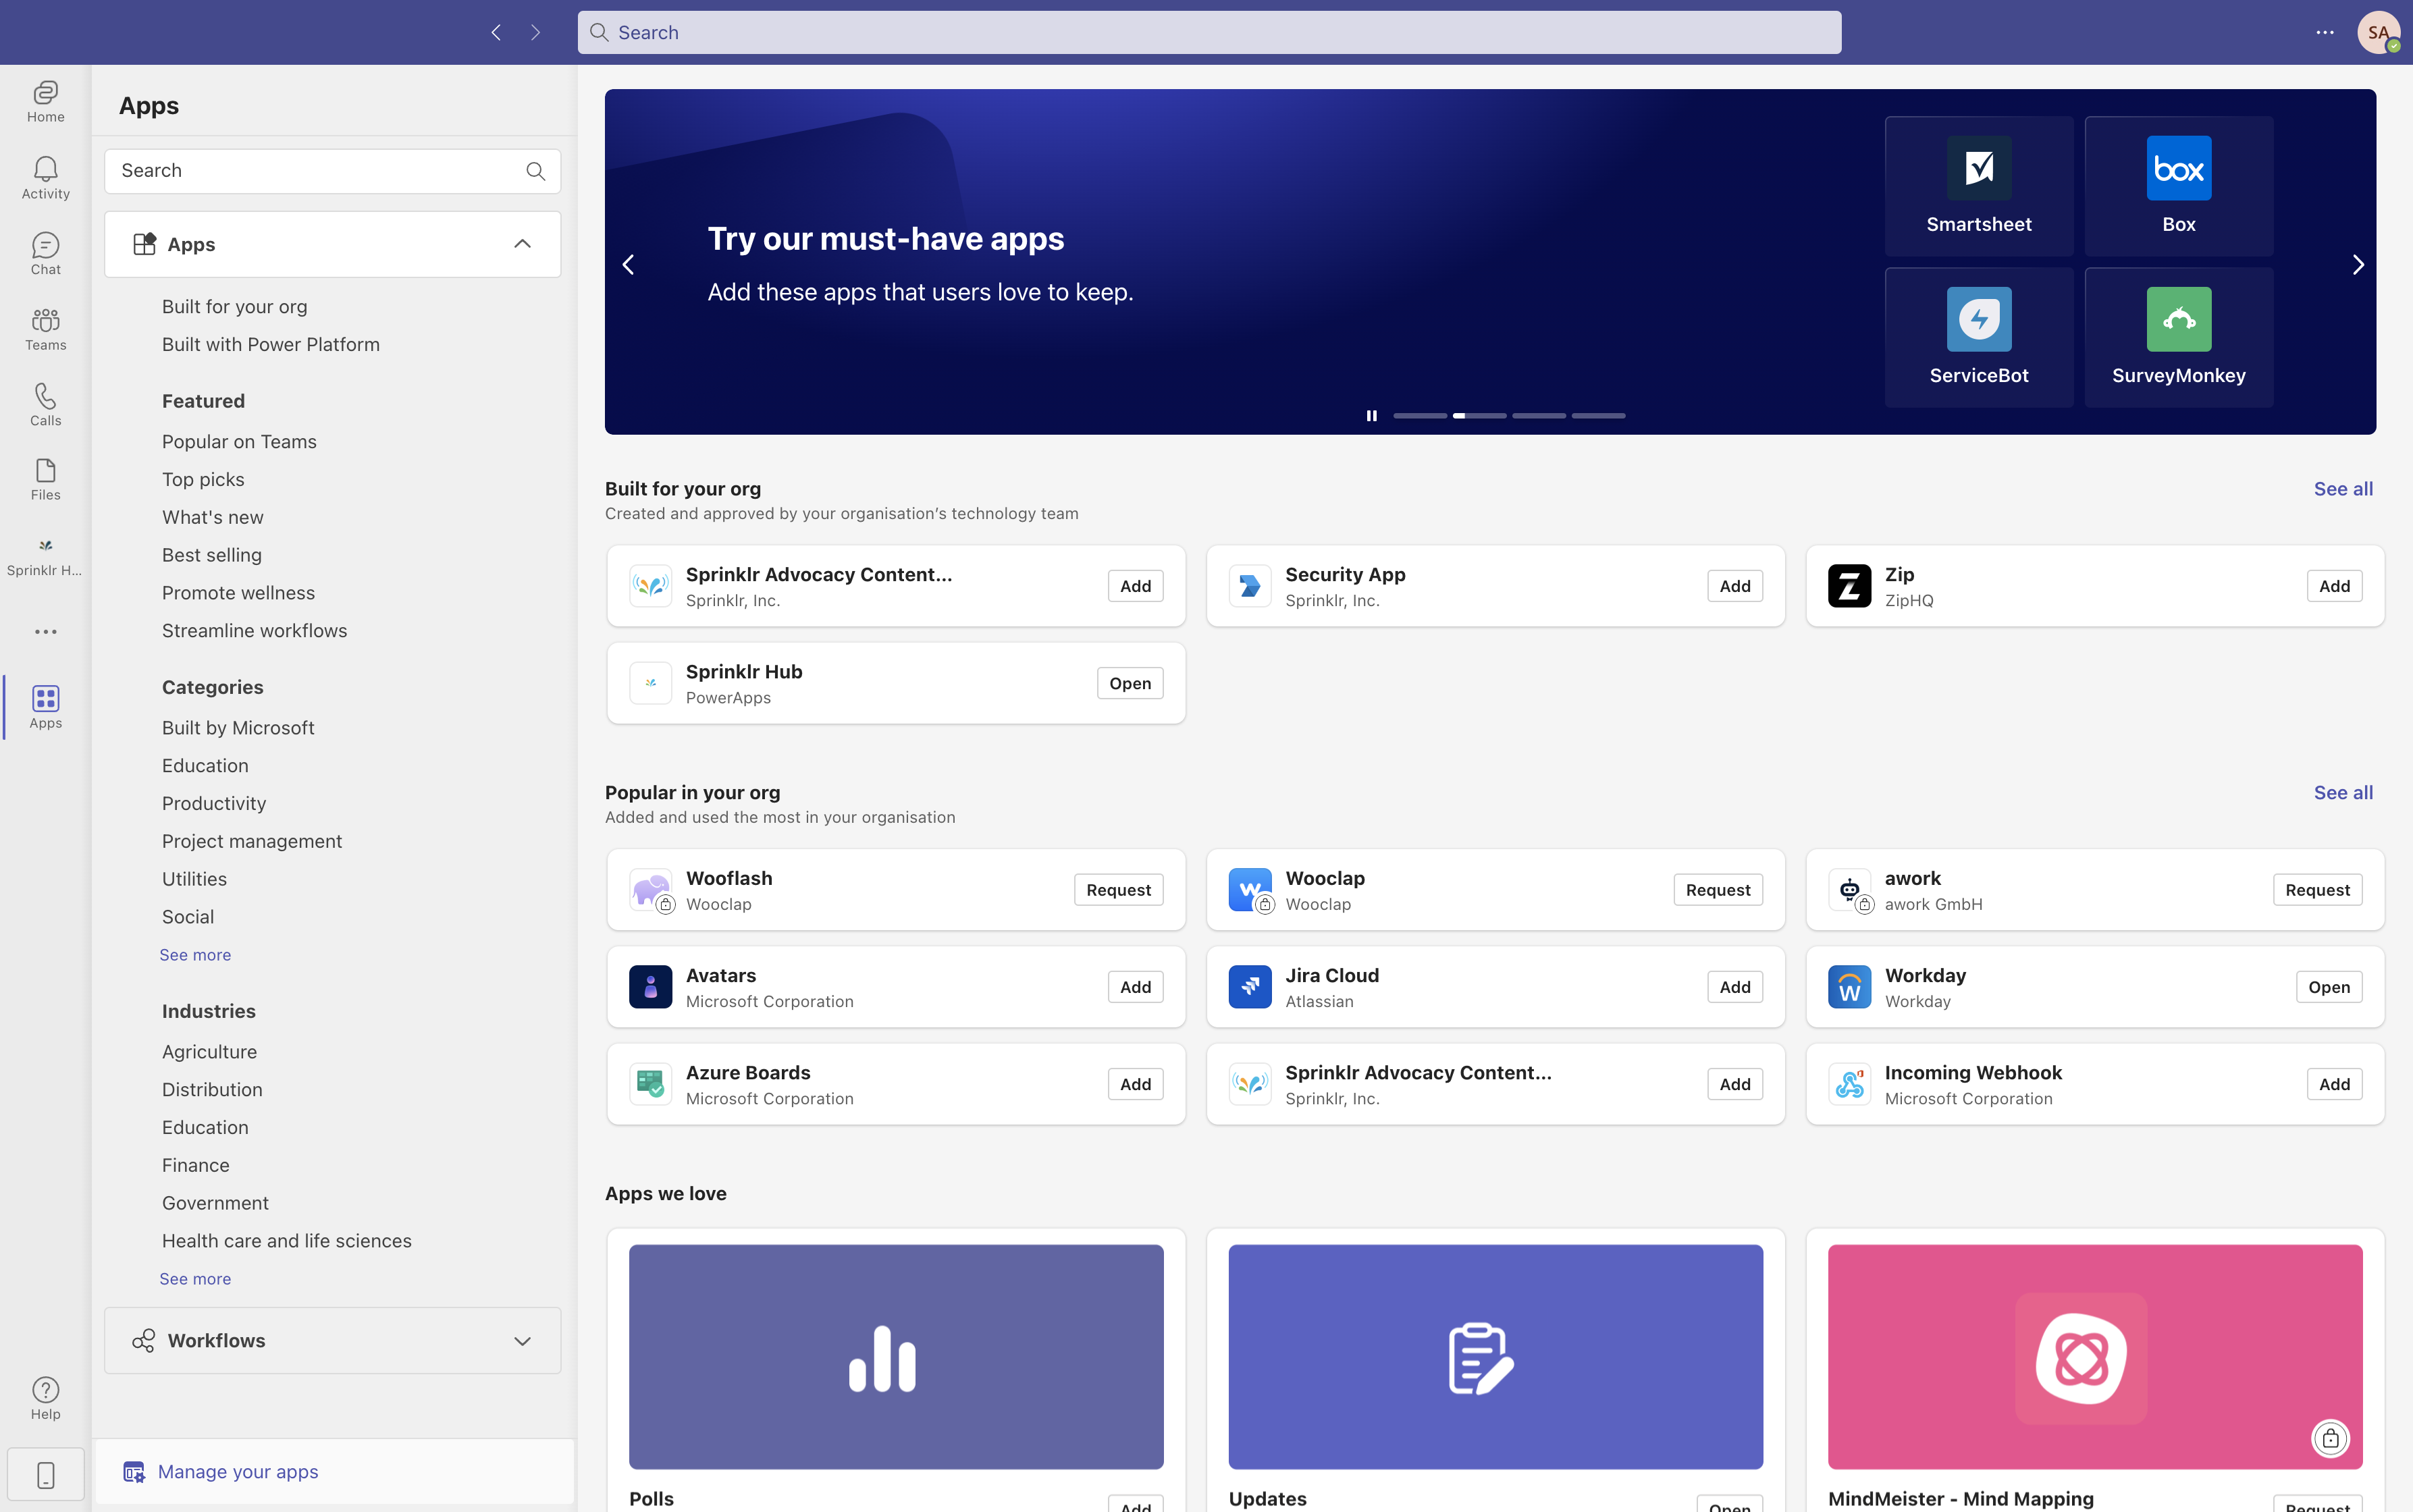 Search
SA
Home
Activity
Chat
Teams
Calls
Files
Sprinklr H...
Apps
Help
Apps
Search
Apps
Built for your org
Built with Power Platform
Featured
Popular on Teams
Top picks
What's new
Best selling
Promote wellness
Streamline workflows
Categories
Built by Microsoft
Education
Productivity
Project management
Utilities
Social
See more
Industries
Agriculture
Distribution
Education
Finance
Government
Health care and life sciences
See more
Workflows
Manage your apps
Try our must-have apps
Add these apps that users love to keep.
Smartsheet
box
Box
ServiceBot
SurveyMonkey
Built for your org
See all
Created and approved by your organisation’s technology team
Sprinklr Advocacy Content...
Sprinklr, Inc.
Add
Security App
Sprinklr, Inc.
Add
Zip
ZipHQ
Add
Sprinklr Hub
PowerApps
Open
Popular in your org
See all
Added and used the most in your organisation
Wooflash
Wooclap
Request
Wooclap
Wooclap
Request
awork
awork GmbH
Request
Avatars
Microsoft Corporation
Add
Jira Cloud
Atlassian
Add
Workday
Workday
Open
Azure Boards
Microsoft Corporation
Add
Sprinklr Advocacy Content...
Sprinklr, Inc.
Add
Incoming Webhook
Microsoft Corporation
Add
Apps we love
Polls
Add
Updates
Open
MindMeister - Mind Mapping
Request